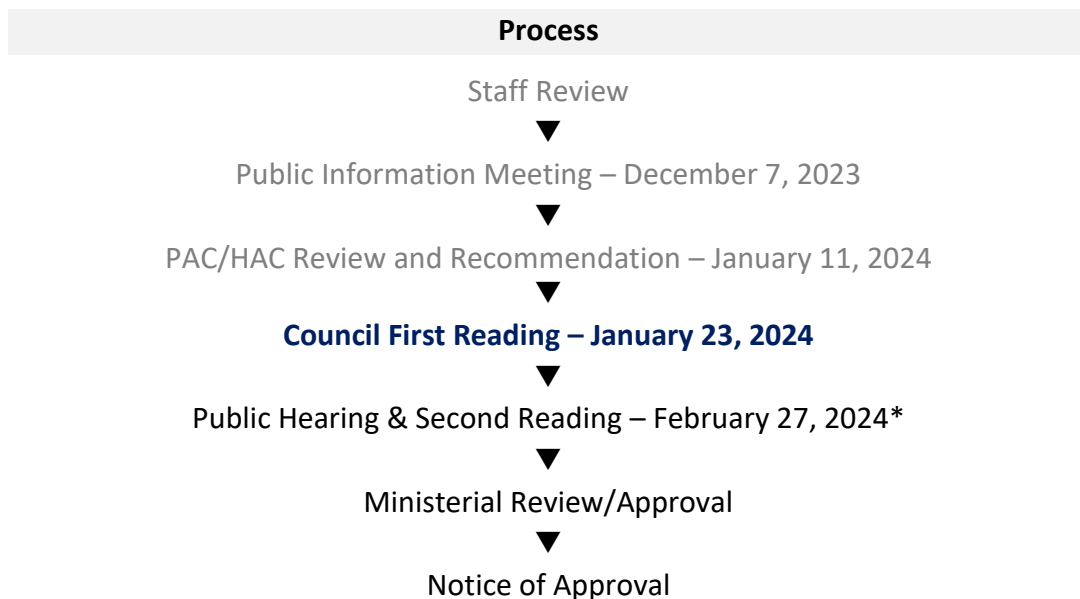 Process
Staff Review
Public Information Meeting – December 7, 2023
PAC/HAC Review and Recommendation – January 11, 2024
Council First Reading – January 23, 2024
Public Hearing & Second Reading – February 27, 2024*
Ministerial Review/Approval
Notice of Approval